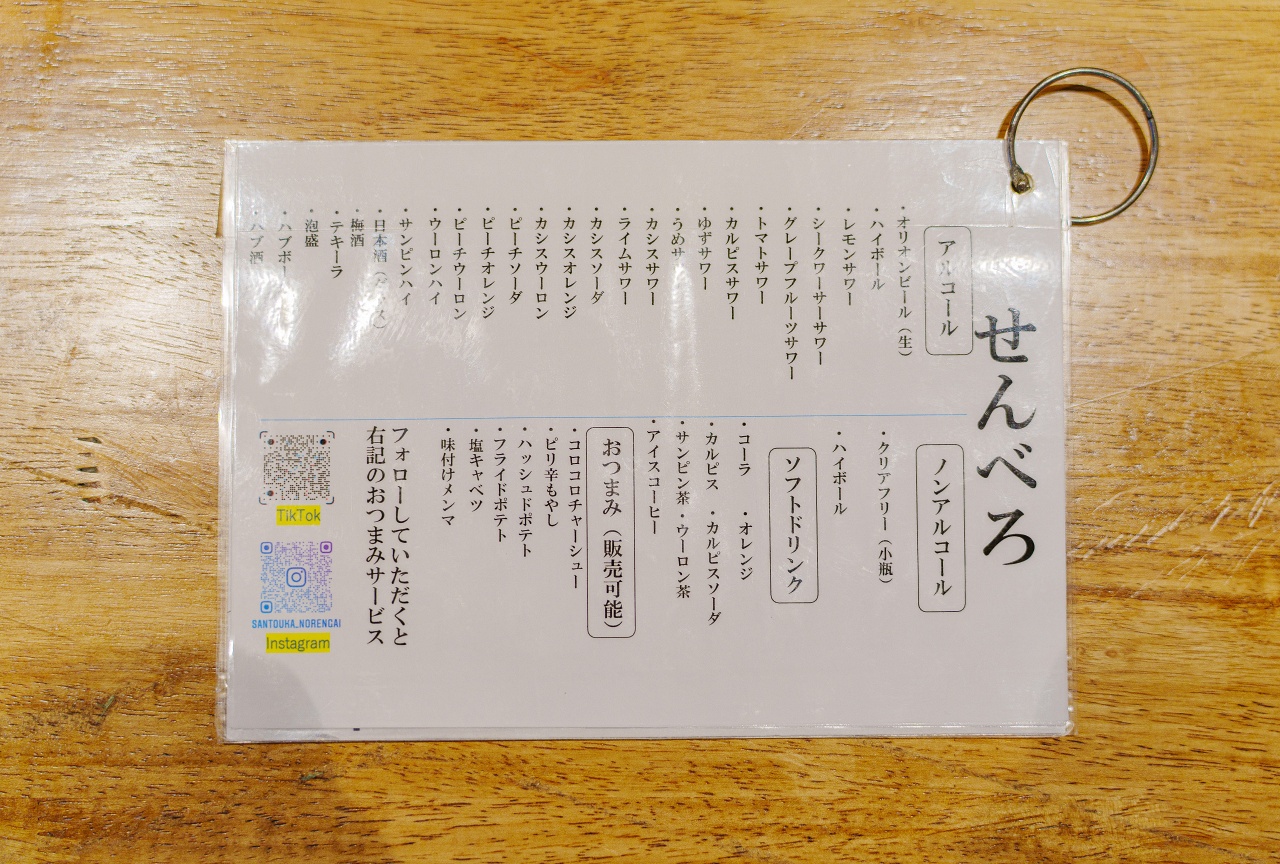 せんべろ
アルコール
・オリオンビール（生）
・ハイボール
・レモンサワー
・シークワーサーサワー
・グレープフルーツサワー
・トマトサワー
・カルピスサワー
・ゆずサワー
・うめサ
・カシスサワー
・ライムサワー
・カシスソーダ
・カシスオレンジ
・カシスウーロン
・ピーチソーダ
・ピーチオレンジ
・ピーチウーロン
・ウーロンハイ
・サンピンハイ
・日本酒
・梅酒
・テキーラ
・泡盛
・ハブボー
・ハブ酒
ノンアルコール
・クリアフリー（小瓶）
・ハイボール
ソフトドリンク
・コーラ ・オレンジ
・カルピス ・カルピスソーダ
・サンピン茶 ・ウーロン茶
・アイスコーヒー
おつまみ（販売可能）
・コロコロチャーシュー
・ピリ辛もやし
・ハッシュドポテト
・フライドポテト
・塩キャベツ
・味付けメンマ
フォローしていただくと
右記のおつまみサービス
TikTok
SANTOUKA_NORENGAI
Instagram